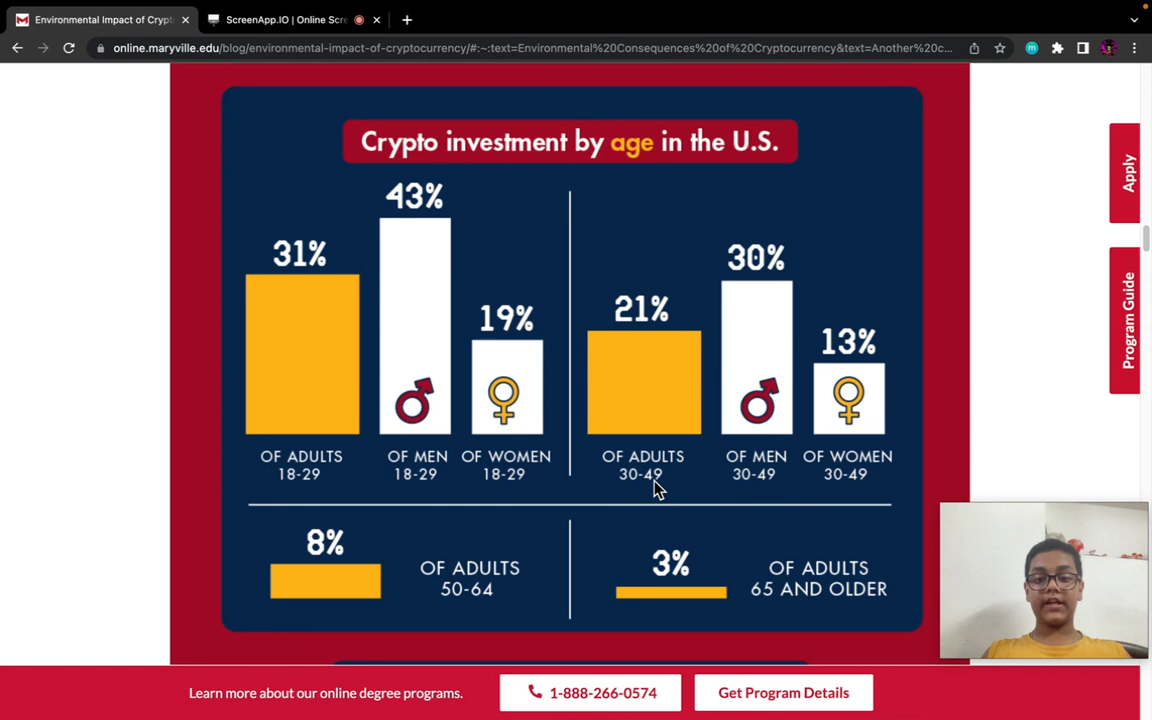 Environmental Impact of Crypt
ScreenApp.IO | Online Scre
online.maryville.edu/blog/environmental-impact-of-cryptocurrency/#:~:text=Environmental%20Consequences%20of%20Cryptocurrency&text=Another%20c...
Crypto investment by age in the U.S.
31%
43%
19%
21%
30%
13%
OF ADULTS
18-29
OF MEN
18-29
OF WOMEN
18-29
OF ADULTS
30-49
OF MEN
30-49
OF WOMEN
30-49
8%
OF ADULTS
50-64
3%
OF ADULTS
65 AND OLDER
Apply
Program Guide
Learn more about our online degree programs.
1-888-266-0574
Get Program Details